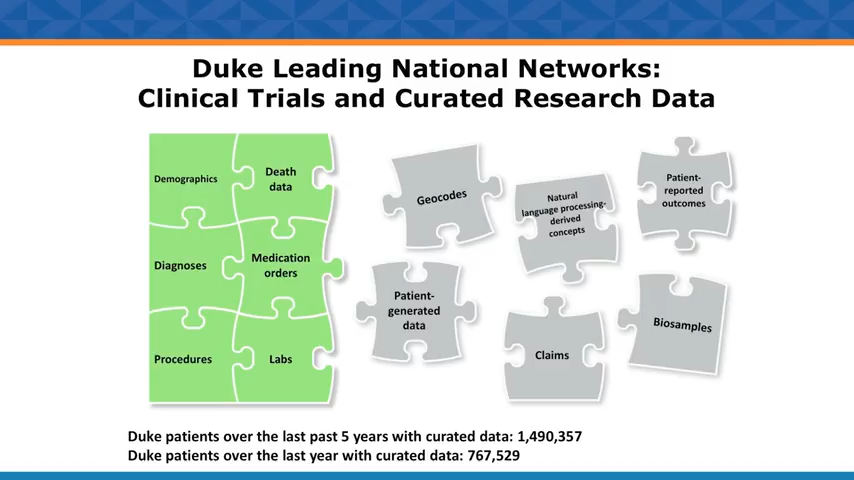 Duke Leading National Networks:
Clinical Trials and Curated Research Data
Demographics
Death
data
Diagnoses
Medication
orders
Procedures
Labs
Geocodes
Natural
language processing-
derived
concepts
Patient-
reported
outcomes
Patient-
generated
data
Claims
Biosamples
Duke patients over the last past 5 years with curated data: 1,490,357
Duke patients over the last year with curated data: 767,529